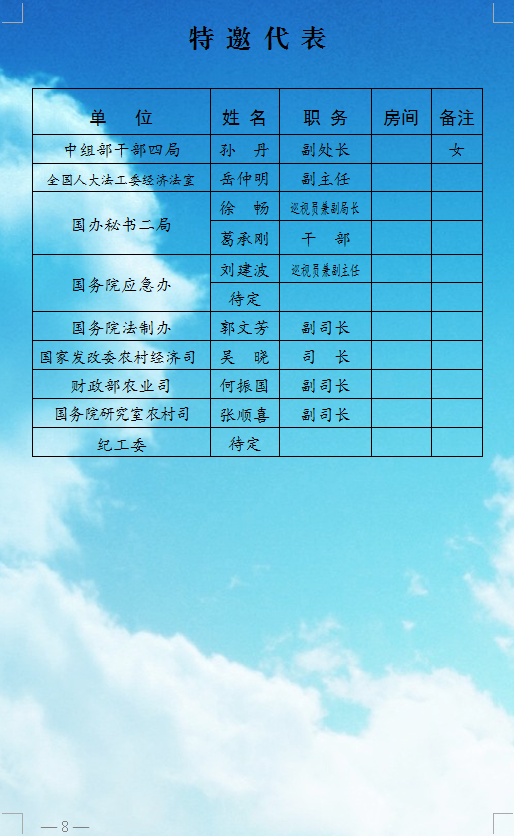 特邀代表
单 位 姓 名 职 务 房间 备注
中组部干部四局 孙 丹 副处长 女
全国人大法工委经济法室 岳仲明 副主任
国办秘书二局 徐 畅 巡视员兼副局长
葛承刚 干 部
国务院应急办 刘建波 巡视员兼副主任
待定
国务院法制办 郭文芳 副司长
国家发改委农村经济司 吴 晓 司 长
财政部农业司 何振国 副司长
国务院研究室农村司 张顺喜 副司长
纪工委 待定
— 8 —